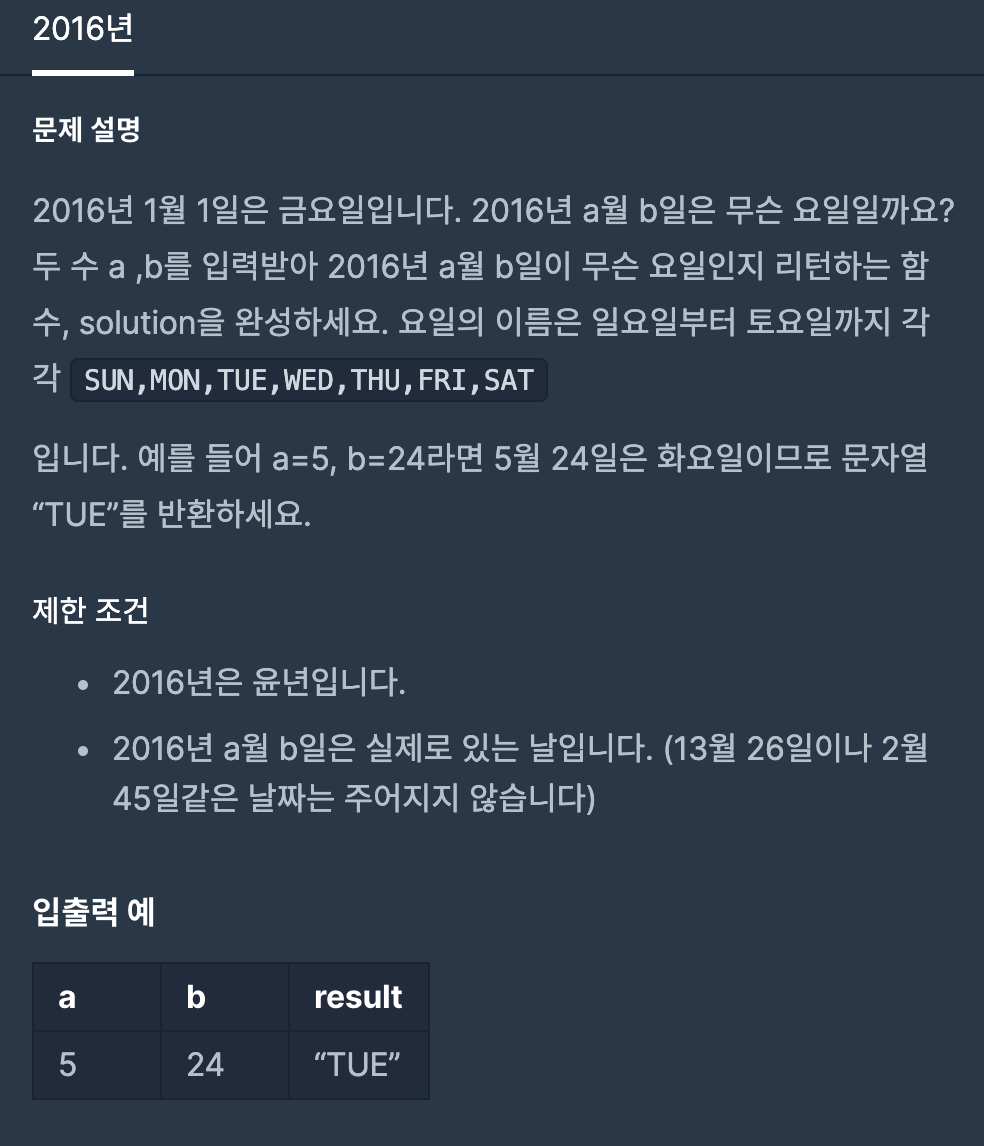 2016년
문제 설명
2016년 1월 1일은 금요일입니다. 2016년 a월 b일은 무슨 요일일까요?
두 수 a ,b를 입력받아 2016년 a월 b일이 무슨 요일인지 리턴하는 함
수, solution을 완성하세요. 요일의 이름은 일요일부터 토요일까지 각
각 SUN,MON,TUE,WED,THU,FRI,SAT
입니다. 예를 들어 a=5, b=24라면 5월 24일은 화요일이므로 문자열
“TUE”를 반환하세요.
제한 조건
• 2016년은 윤년입니다.
• 2016년 a월 b일은 실제로 있는 날입니다. (13월 26일이나 2월
45일같은 날짜는 주어지지 않습니다)
입출력 예
a b result
5 24 “TUE”